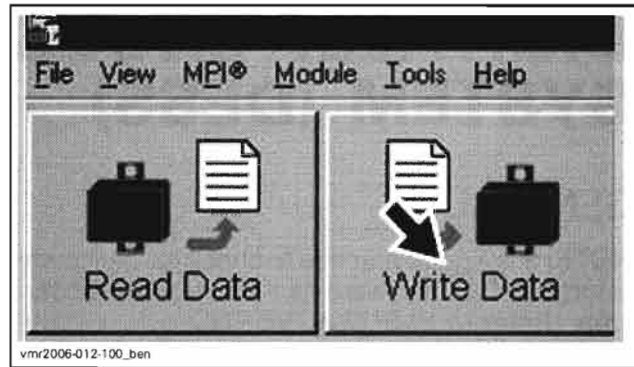 File View MPI® Module Tools Help
Read Data
Write Data
vmr2006-012-100_ben